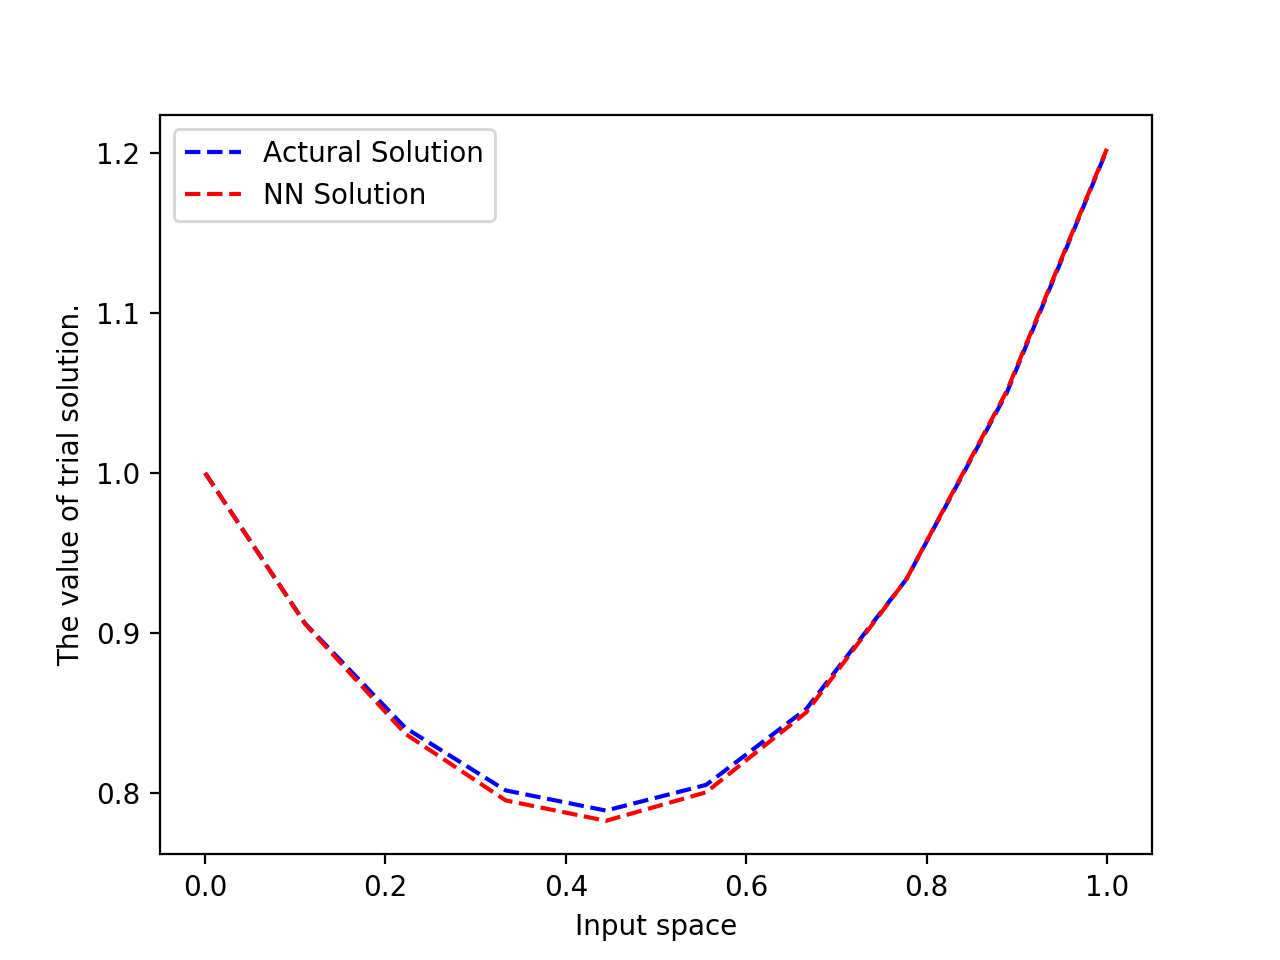 Actural Solution
NN Solution
The value of trial solution.
1.2
1.1
1.0
0.9
0.8
0.0 0.2 0.4 0.6 0.8 1.0
Input space